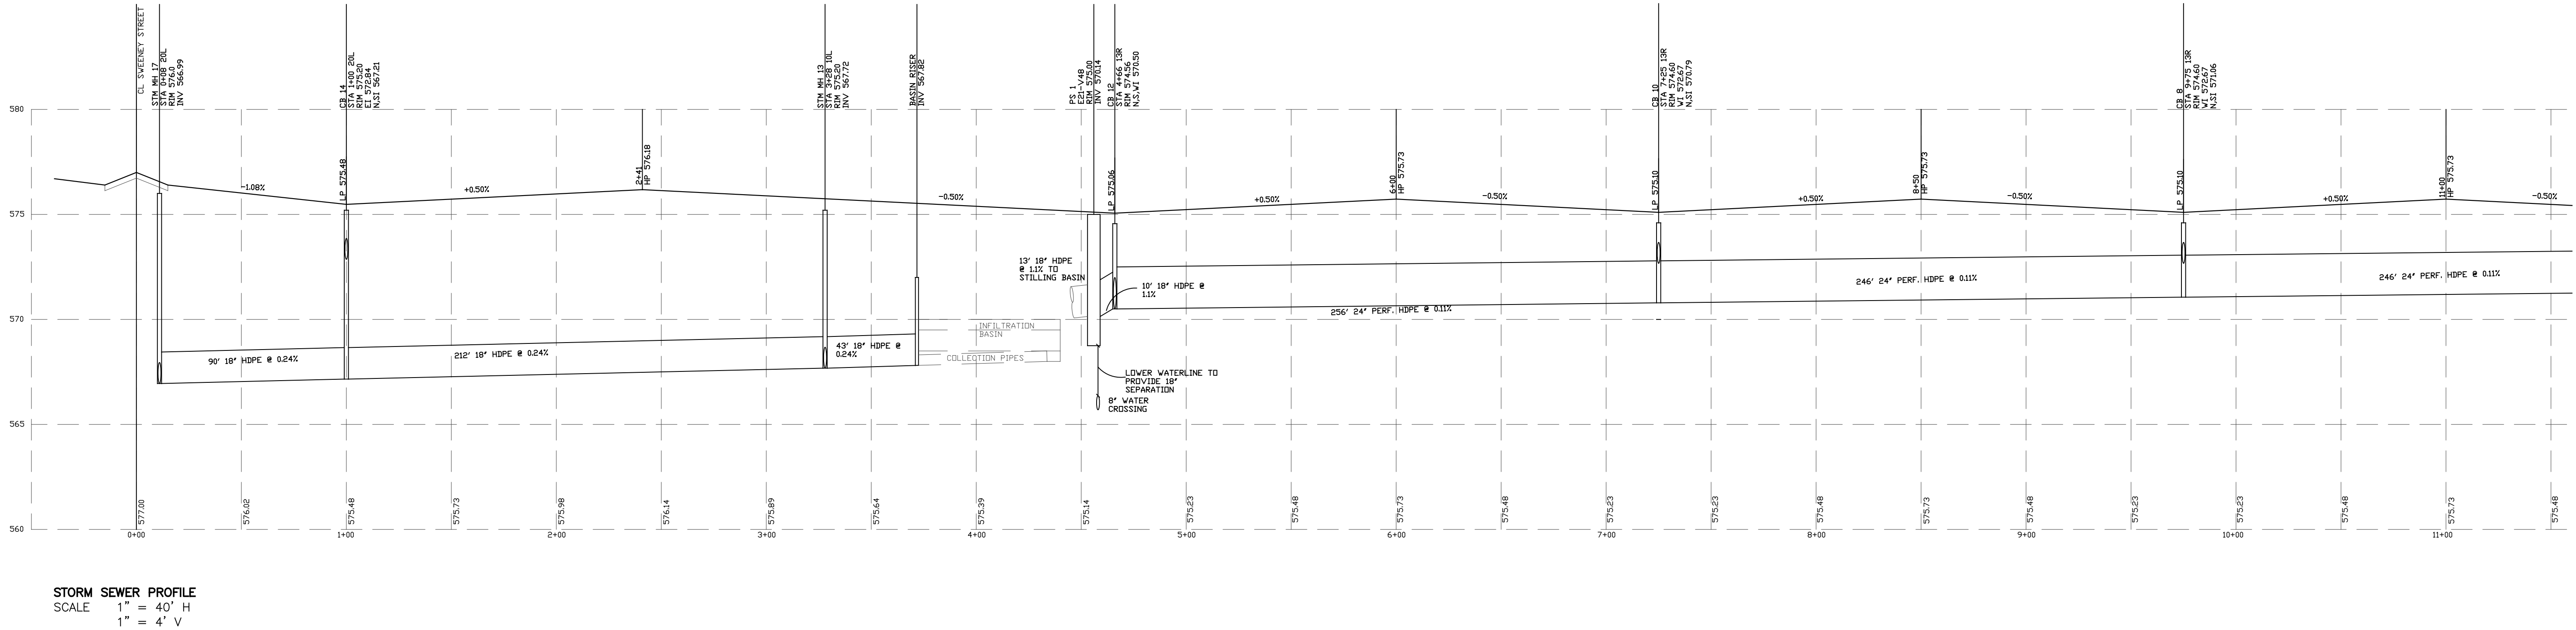 CL SWEENEY STREET
STM MH 17
STA 0+08 20L
RIM 576.0
INV 566.99
CB 14
STA 1+00 20L
RIM 575.20
EI 572.84
N,SI 567.21
STM MH 13
STA 3+28 10L
RIM 575.20
INV 567.72
BASIN RISER
INV 567.82
PS 1
E21-V48
RIM 575.00
INV 570.14
CB 12
STA 4+66 13R
RIM 574.56
N,S,WI 570.50
CB 10
STA 7+25 13R
RIM 574.60
WI 572.67
N,SI 570.79
CB 8
STA 9+75 13R
RIM 574.60
WI 572.67
N,SI 571.06
580
575
570
565
560
-1.08%
LP 575.48
+0.50%
2+41
HP 576.18
-0.50%
LP 575.06
+0.50%
6+00
HP 575.73
-0.50%
LP 575.10
+0.50%
8+50
HP 575.73
-0.50%
LP 575.10
+0.50%
11+00
HP 575.73
-0.50%
13' 18" HDPE
@ 1.1% TO
STILLING BASIN
10' 18" HDPE @
1.1%
256' 24" PERF. HDPE @ 0.11%
246' 24" PERF. HDPE @ 0.11%
246' 24" PERF. HDPE @ 0.11%
INFILTRATION
BASIN
COLLECTION PIPES
90' 18" HDPE @ 0.24%
212' 18" HDPE @ 0.24%
43' 18" HDPE @
0.24%
LOWER WATERLINE TO
PROVIDE 18"
SEPARATION
8" WATER
CROSSING
577.00
576.02
575.48
575.73
575.98
576.14
575.89
575.64
575.39
575.14
575.23
575.48
575.73
575.48
575.23
575.23
575.48
575.73
575.48
575.23
575.23
575.48
575.73
575.48
0+00
1+00
2+00
3+00
4+00
5+00
6+00
7+00
8+00
9+00
10+00
11+00
STORM SEWER PROFILE
SCALE 1" = 40' H
1" = 4' V